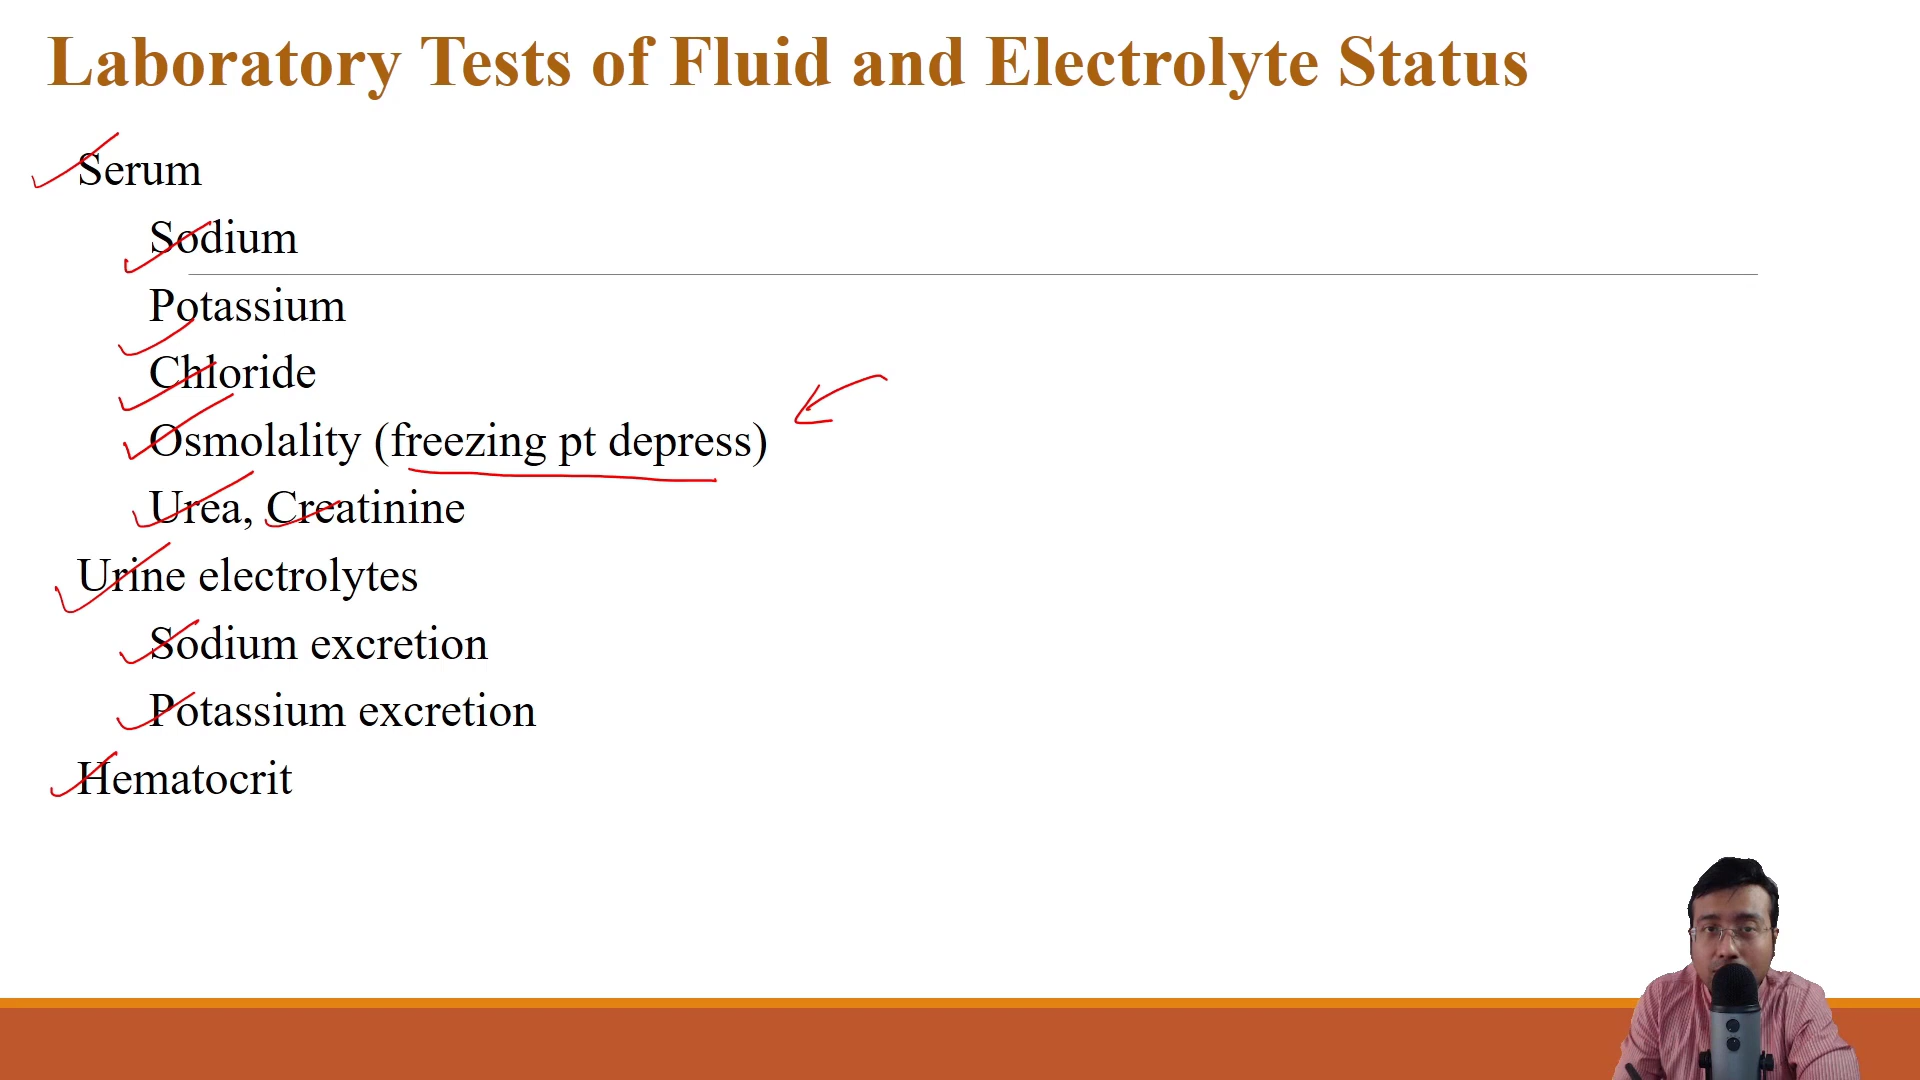 Laboratory Tests of Fluid and Electrolyte Status
Serum
Sodium
Potassium
Chloride
Osmolality (freezing pt depress)
Urea, Creatinine
Urine electrolytes
Sodium excretion
Potassium excretion
Hematocrit